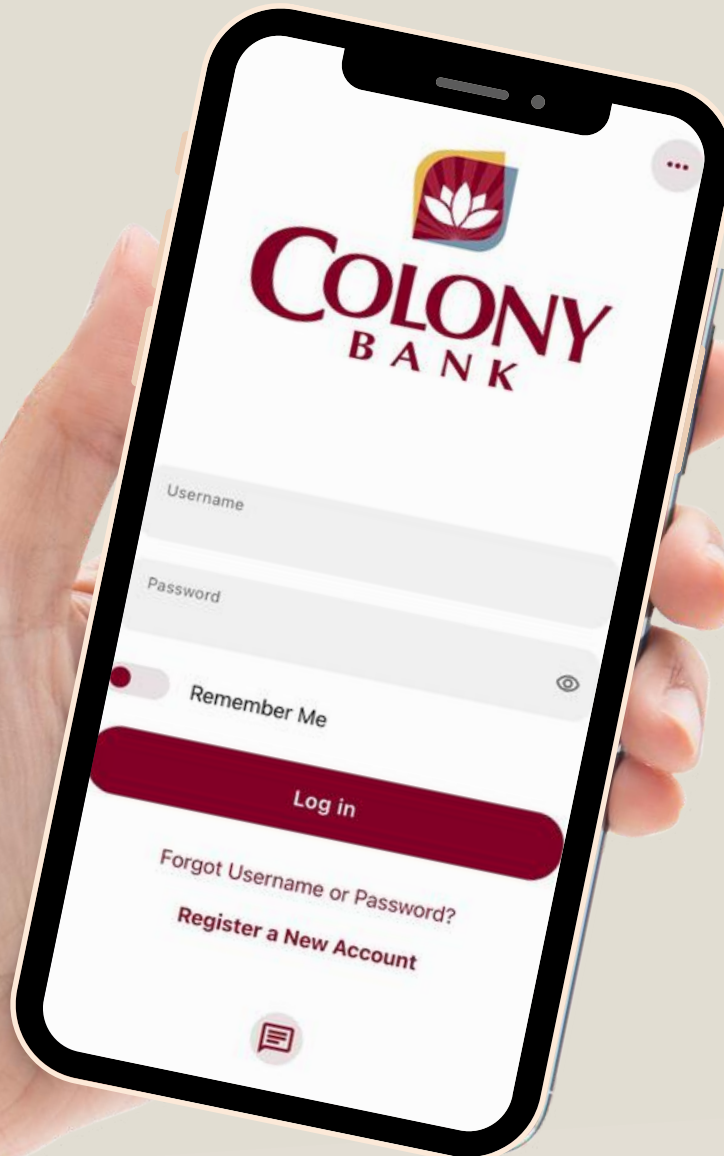 COLONY
BANK
Username
Password
Remember Me
Log in
Forgot Username or Password?
Register a New Account